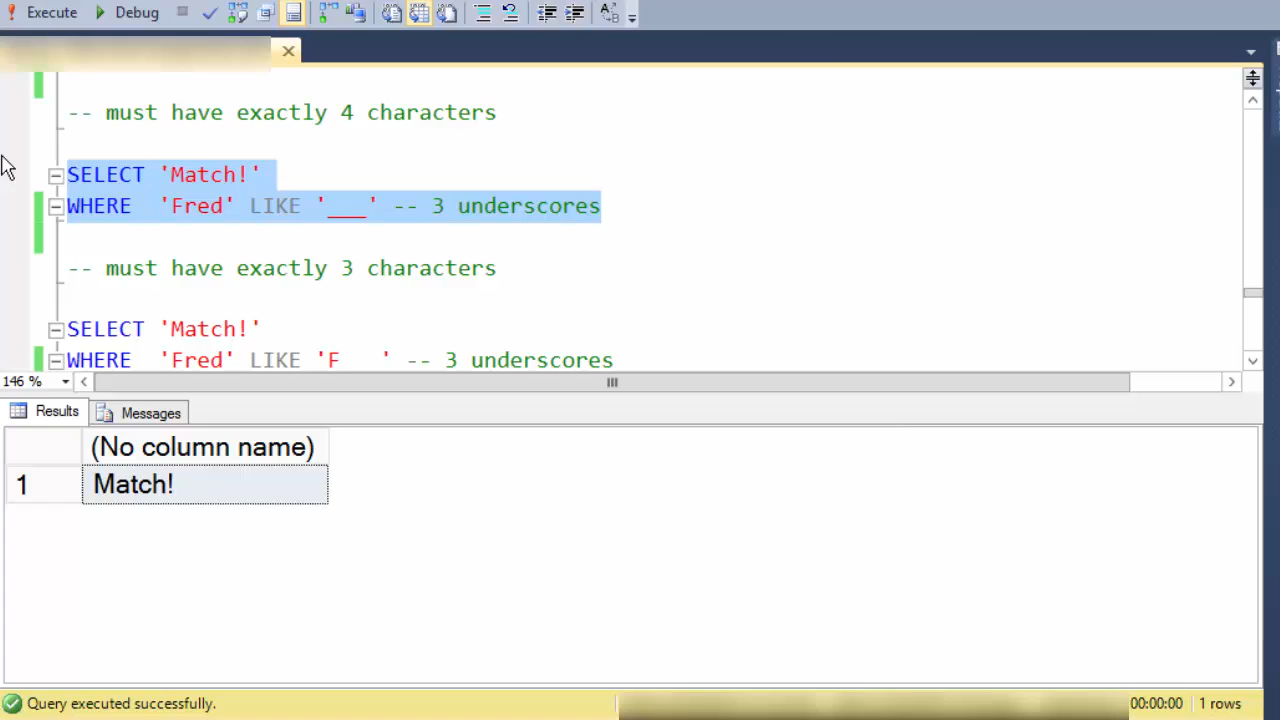 Execute Debug
-- must have exactly 4 characters
SELECT 'Match!'
WHERE 'Fred' LIKE '___' -- 3 underscores
-- must have exactly 3 characters
SELECT 'Match!'
WHERE 'Fred' LIKE 'F   ' -- 3 underscores
146 %
Results Messages
(No column name)
1 Match!
Query executed successfully. 00:00:00 1 rows